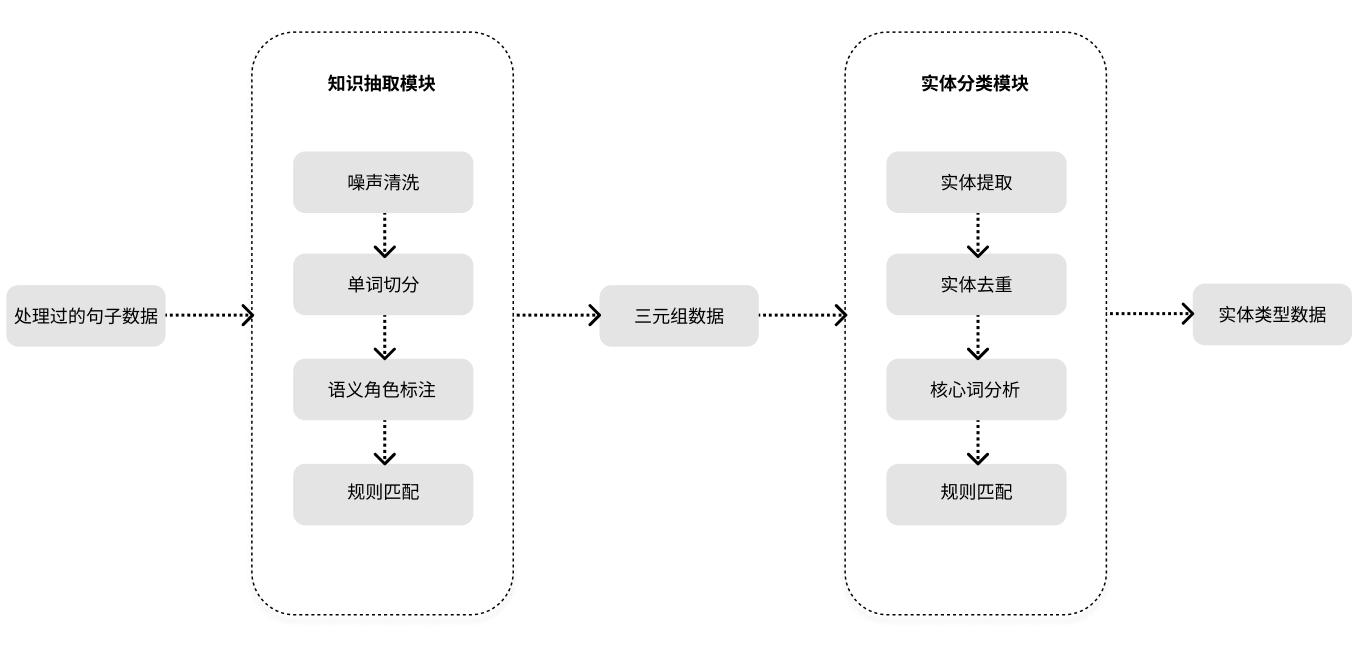 处理过的句子数据
知识抽取模块
噪声清洗
单词切分
语义角色标注
规则匹配
三元组数据
实体分类模块
实体提取
实体去重
核心词分析
规则匹配
实体类型数据